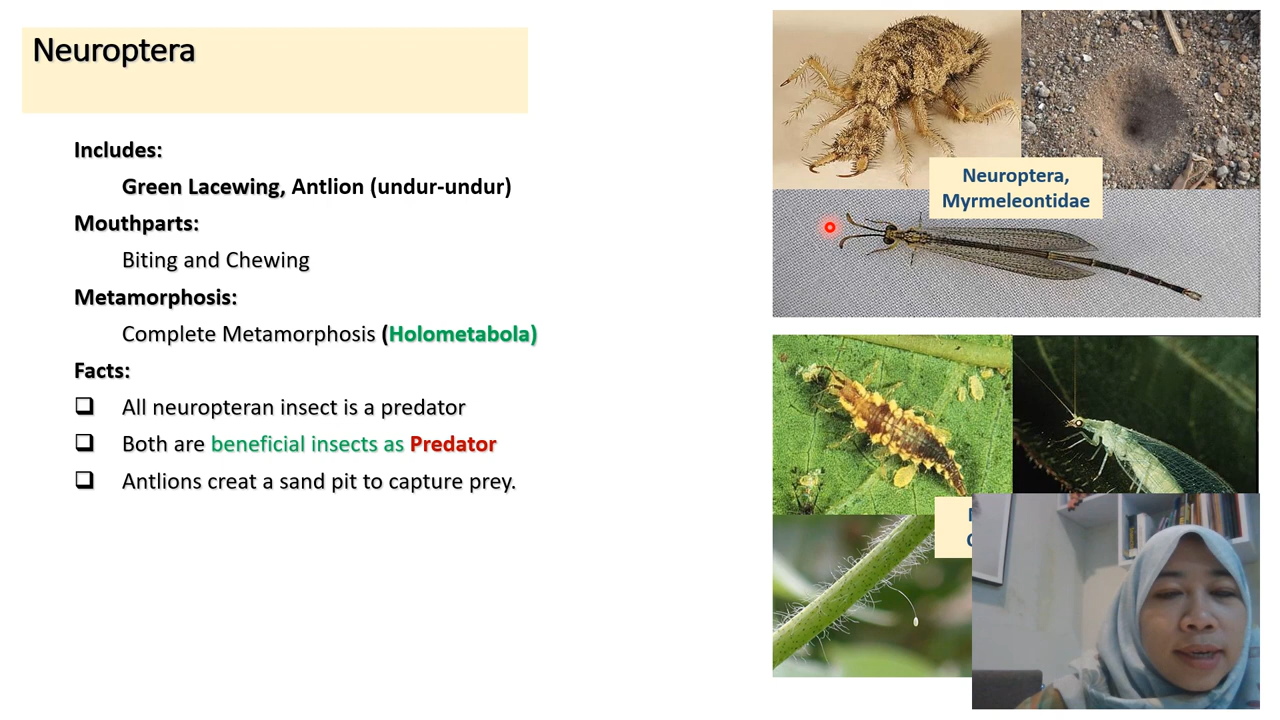 Neuroptera
Includes:
Green Lacewing, Antlion (undur-undur)
Mouthparts:
Biting and Chewing
Metamorphosis:
Complete Metamorphosis (Holometabola)
Facts:
All neuropteran insect is a predator
Both are beneficial insects as Predator
Antlions creat a sand pit to capture prey.
Neuroptera,
Myrmeleontidae